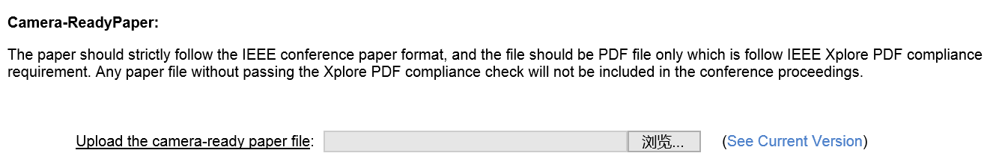 Camera-ReadyPaper:
The paper should strictly follow the IEEE conference paper format, and the file should be PDF file only which is follow IEEE Xplore PDF compliance
requirement. Any paper file without passing the Xplore PDF compliance check will not be included in the conference proceedings.
Upload the camera-ready paper file: 浏览... (See Current Version)